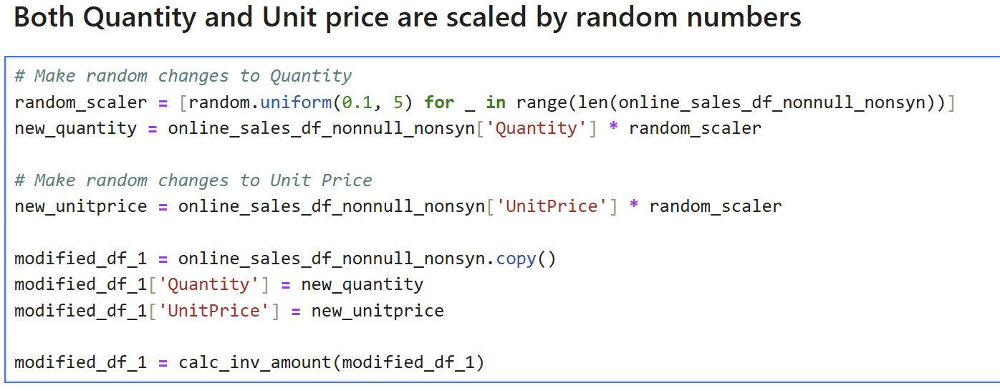 Both Quantity and Unit price are scaled by random numbers
# Make random changes to Quantity
random_scaler = [random.uniform(0.1, 5) for _ in range(len(online_sales_df_nonnull_nonsyn))]
new_quantity = online_sales_df_nonnull_nonsyn['Quantity'] * random_scaler
# Make random changes to Unit Price
new_unitprice = online_sales_df_nonnull_nonsyn['UnitPrice'] * random_scaler
modified_df_1 = online_sales_df_nonnull_nonsyn.copy()
modified_df_1['Quantity'] = new_quantity
modified_df_1['UnitPrice'] = new_unitprice
modified_df_1 = calc_inv_amount(modified_df_1)